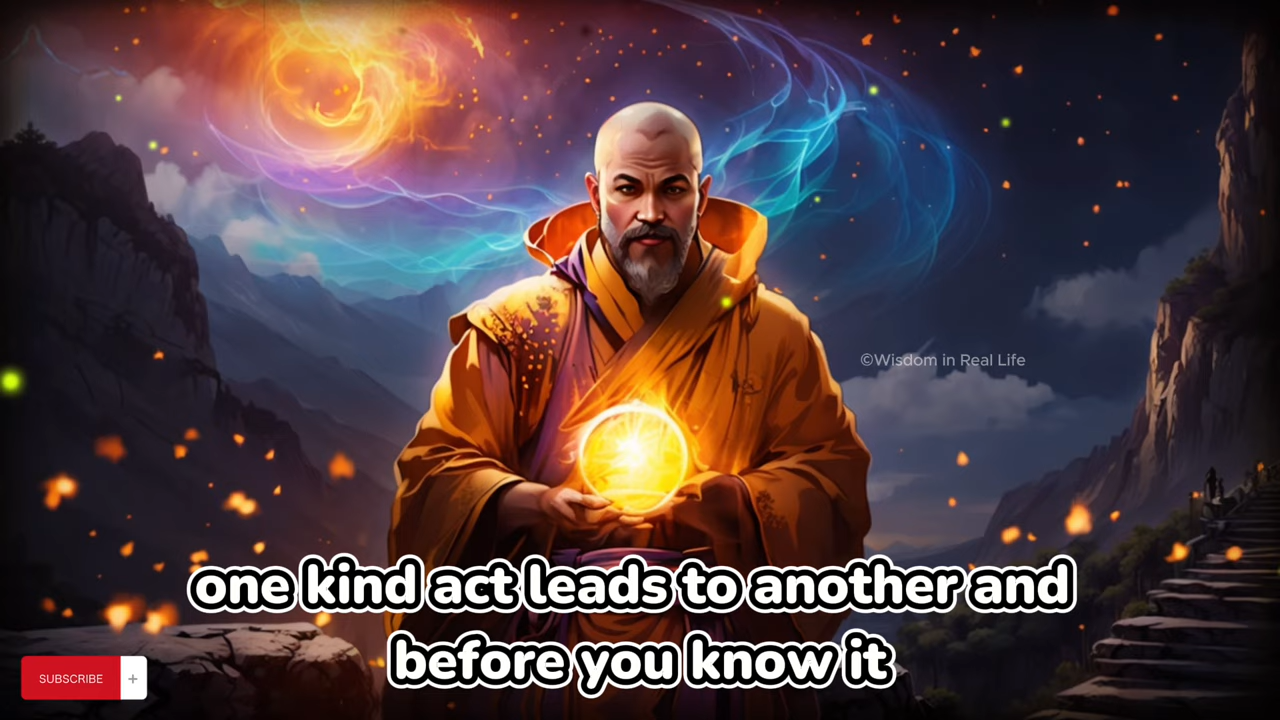 ©Wisdom in Real Life
one kind act leads to another and
before you know it
SUBSCRIBE +